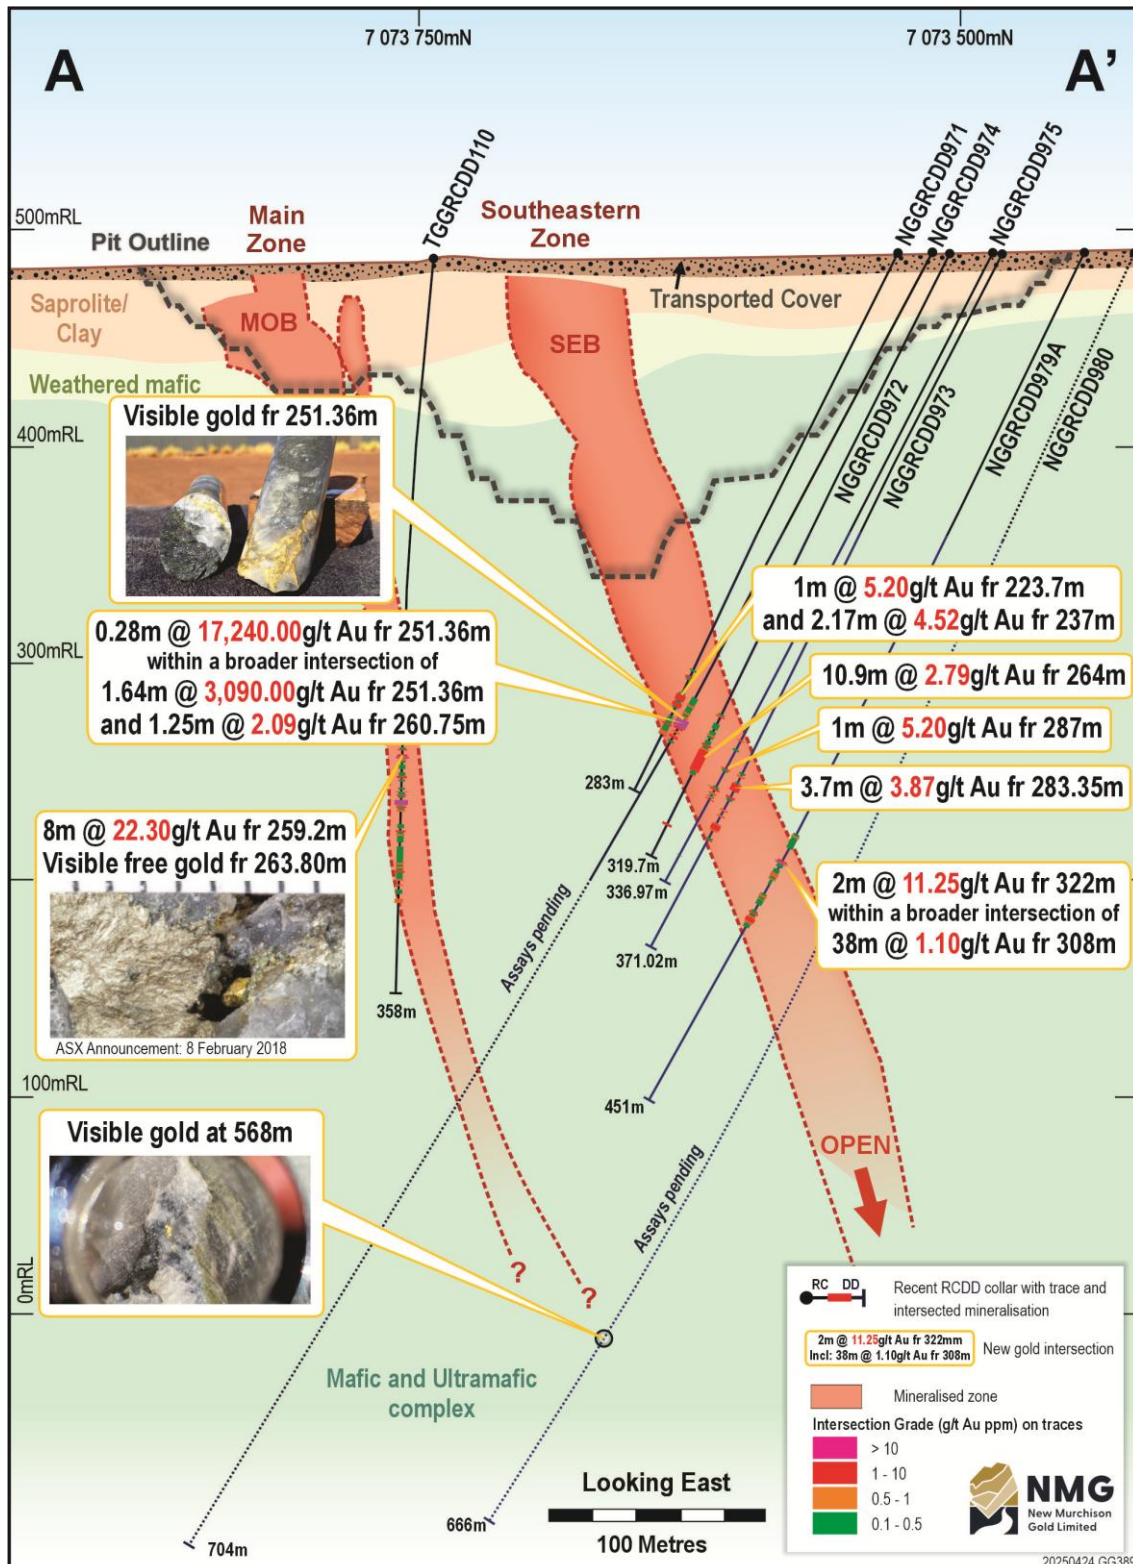 7 073 750mN
7 073 500mN
A
A’
TGGRCDD110
NGGRCDD971
NGGRCDD974
NGGRCDD975
500mRL
Main
Zone
Southeastern
Zone
Pit Outline
Transported Cover
Saprolite/
Clay
MOB
SEB
Weathered mafic
NGGRCDD972
NGGRCDD973
NGGRCDD979A
NGGRCDD980
400mRL
Visible gold fr 251.36m
1m @ 5.20g/t Au fr 223.7m
and 2.17m @ 4.52g/t Au fr 237m
0.28m @ 17,240.00g/t Au fr 251.36m
within a broader intersection of
1.64m @ 3,090.00g/t Au fr 251.36m
and 1.25m @ 2.09g/t Au fr 260.75m
300mRL
10.9m @ 2.79g/t Au fr 264m
1m @ 5.20g/t Au fr 287m
3.7m @ 3.87g/t Au fr 283.35m
283m
8m @ 22.30g/t Au fr 259.2m
Visible free gold fr 263.80m
319.7m
336.97m
2m @ 11.25g/t Au fr 322m
within a broader intersection of
38m @ 1.10g/t Au fr 308m
Assays pending
371.02m
358m
ASX Announcement: 8 February 2018
100mRL
451m
Visible gold at 568m
OPEN
Assays pending
?
?
0mRL
RC DD
Recent RCDD collar with trace and
intersected mineralisation
2m @ 11.25g/t Au fr 322mm
Incl: 38m @ 1.10g/t Au fr 308m
New gold intersection
Mafic and Ultramafic
complex
Mineralised zone
Intersection Grade (g/t Au ppm) on traces
> 10
1 - 10
0.5 - 1
0.1 - 0.5
NMG
New Murchison
Gold Limited
Looking East
100 Metres
666m
704m